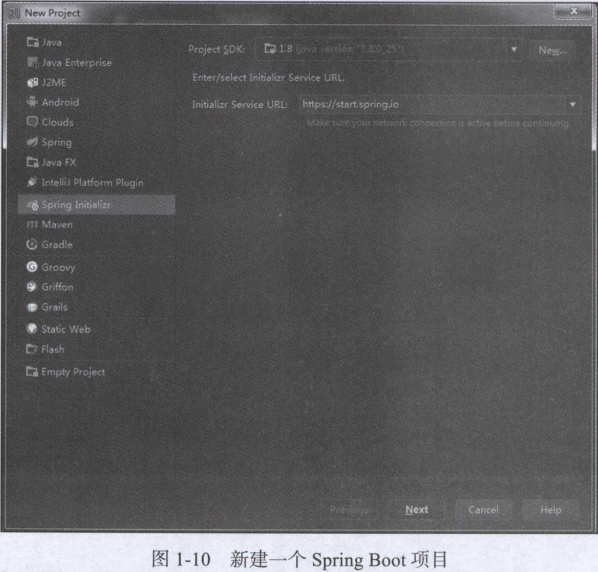 New Project
Java
Java Enterprise
J2ME
Android
Clouds
Spring
Java FX
IntelliJ Platform Plugin
Spring Initializr
Maven
Gradle
Groovy
Griffon
Grails
Static Web
Flash
Empty Project
Project SDK: 1.8 (java version "1.8.0_25") New...
Enter/select Initializr Service URL.
Initializr Service URL: https://start.spring.io
Make sure your network connection is active before continuing.
Previous Next Cancel Help
图 1-10 新建一个 Spring Boot 项目